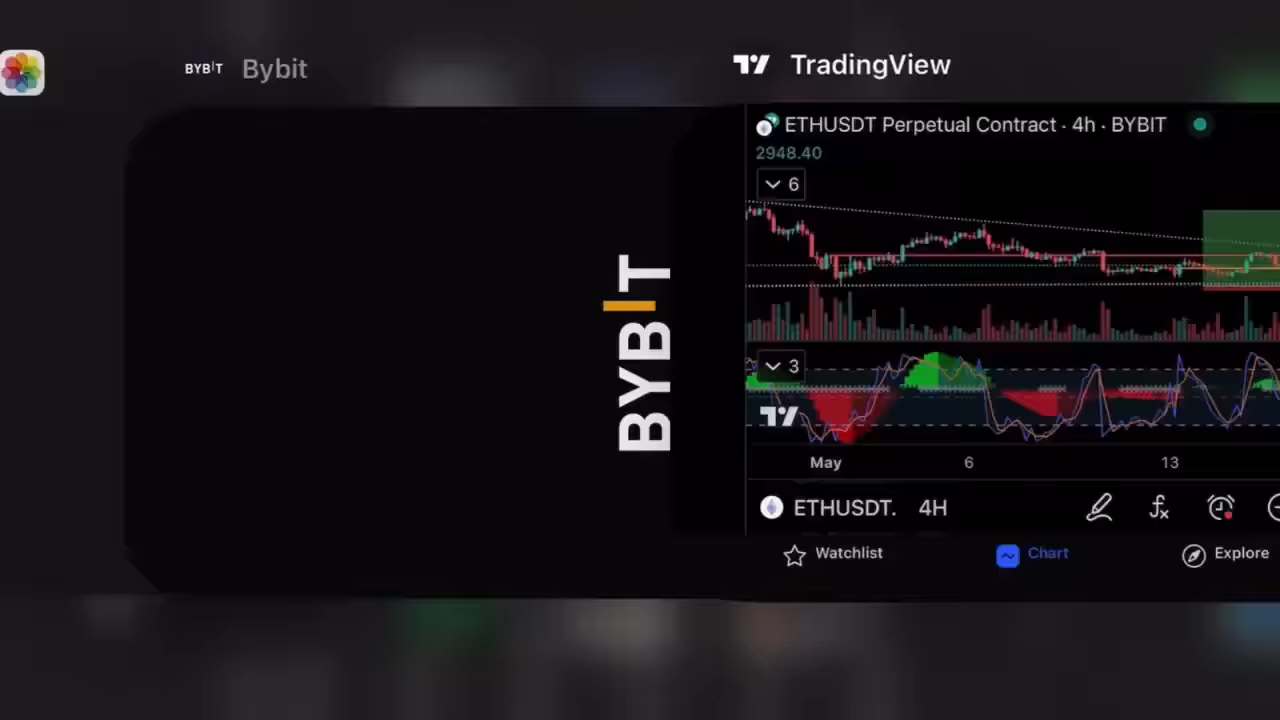 BYBIT Bybit
TradingView
ETHUSDT Perpetual Contract · 4h · BYBIT
2948.40
6
BYBIT
3
May 6 13
ETHUSDT. 4H
Watchlist Chart Explore